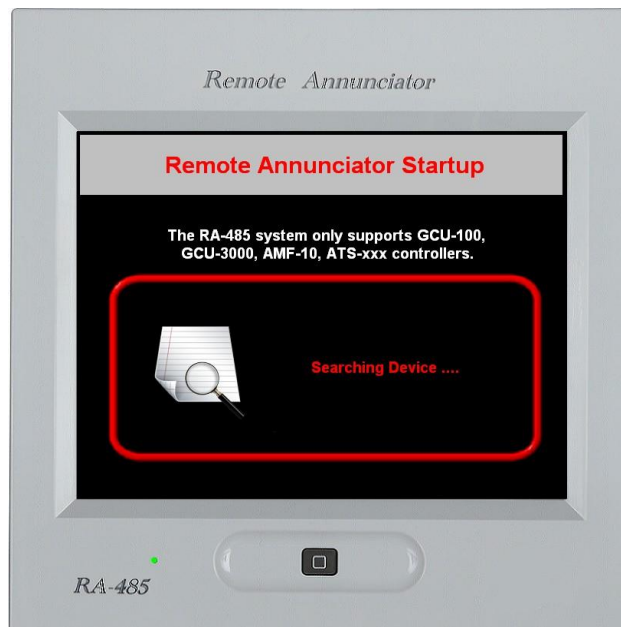 Remote Annunciator
Remote Annunciator Startup
The RA-485 system only supports GCU-100,
GCU-3000, AMF-10, ATS-xxx controllers.
Searching Device ....
RA-485